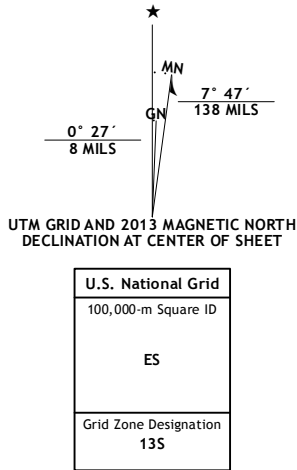 MN
GN
7° 47´
138 MILS
0° 27´
8 MILS
UTM GRID AND 2013 MAGNETIC NORTH
DECLINATION AT CENTER OF SHEET
U.S. National Grid
100,000-m Square ID
ES
Grid Zone Designation
13S